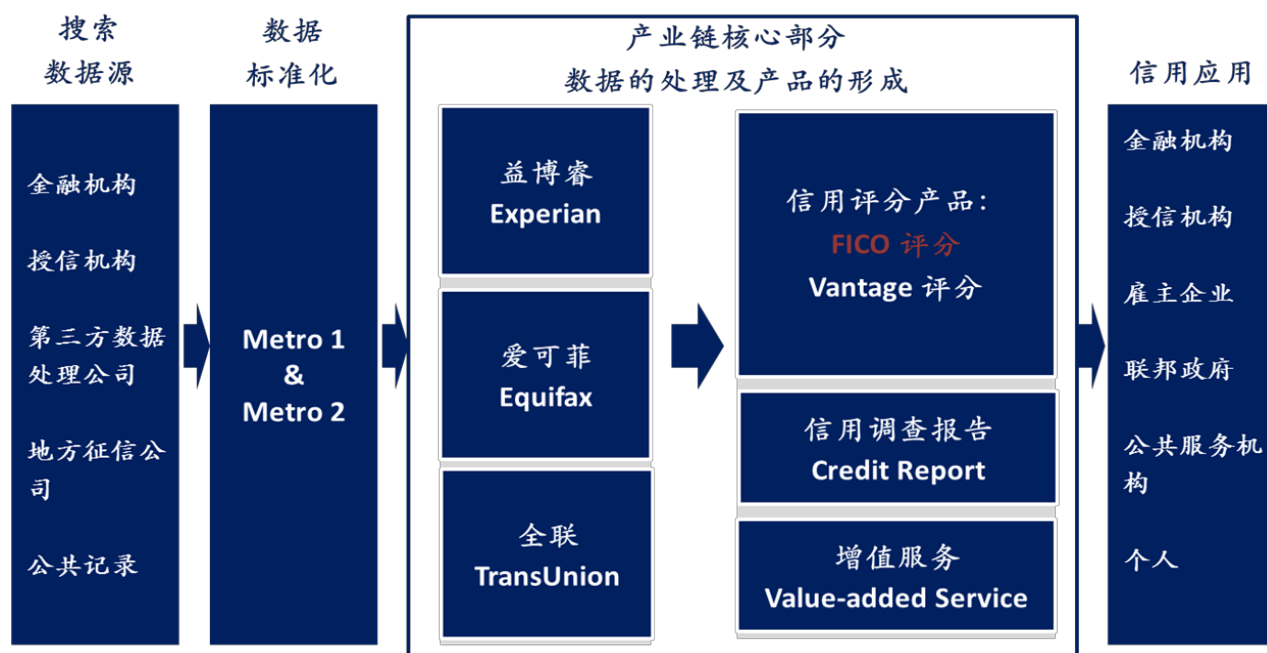 搜索
数据源
金融机构
授信机构
第三方数据
处理公司
地方征信公
司
公共记录
数据
标准化
Metro 1
&
Metro 2
产业链核心部分
数据的处理及产品的形成
益博睿
Experian
爱可菲
Equifax
全联
TransUnion
信用评分产品：
FICO 评分
Vantage 评分
信用调查报告
Credit Report
增值服务
Value-added Service
信用应用
金融机构
授信机构
雇主企业
联邦政府
公共服务机
构
个人